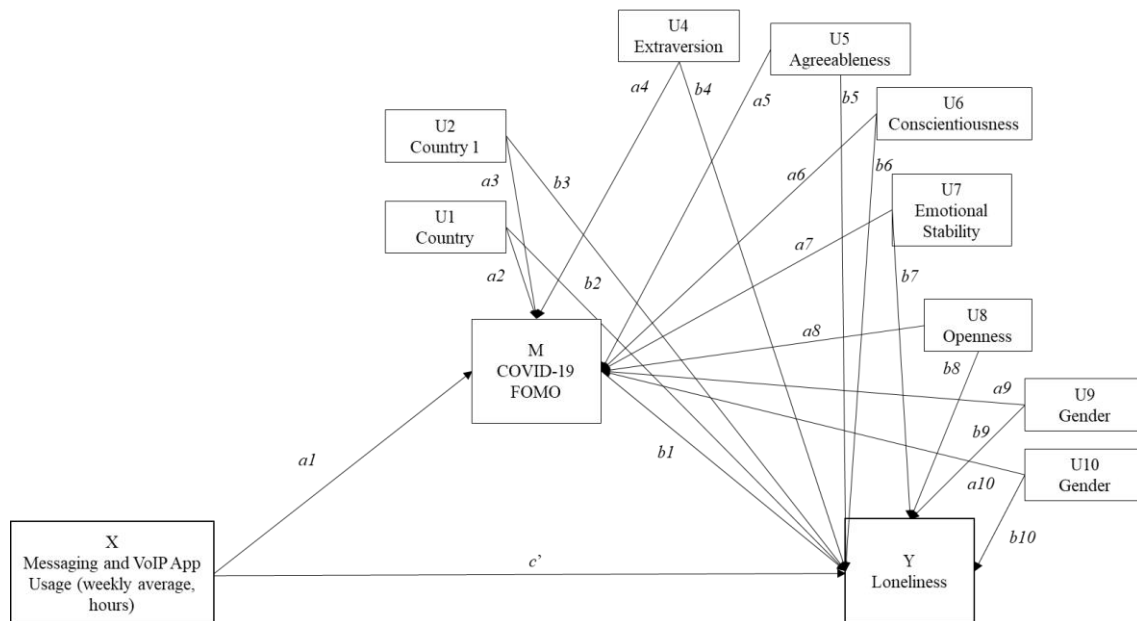 U4
Extraversion
U5
Agreeableness
a4
b4
a5
b5
U6
Conscientiousness
U2
Country 1
a3
b3
a6
b6
U7
Emotional
Stability
U1
Country
a2
b2
a7
b7
M
COVID-19
FOMO
a8
U8
Openness
b8
a9
U9
Gender
b9
a1
b1
a10
U10
Gender
b10
X
Messaging and VoIP App
Usage (weekly average,
hours)
c’
Y
Loneliness